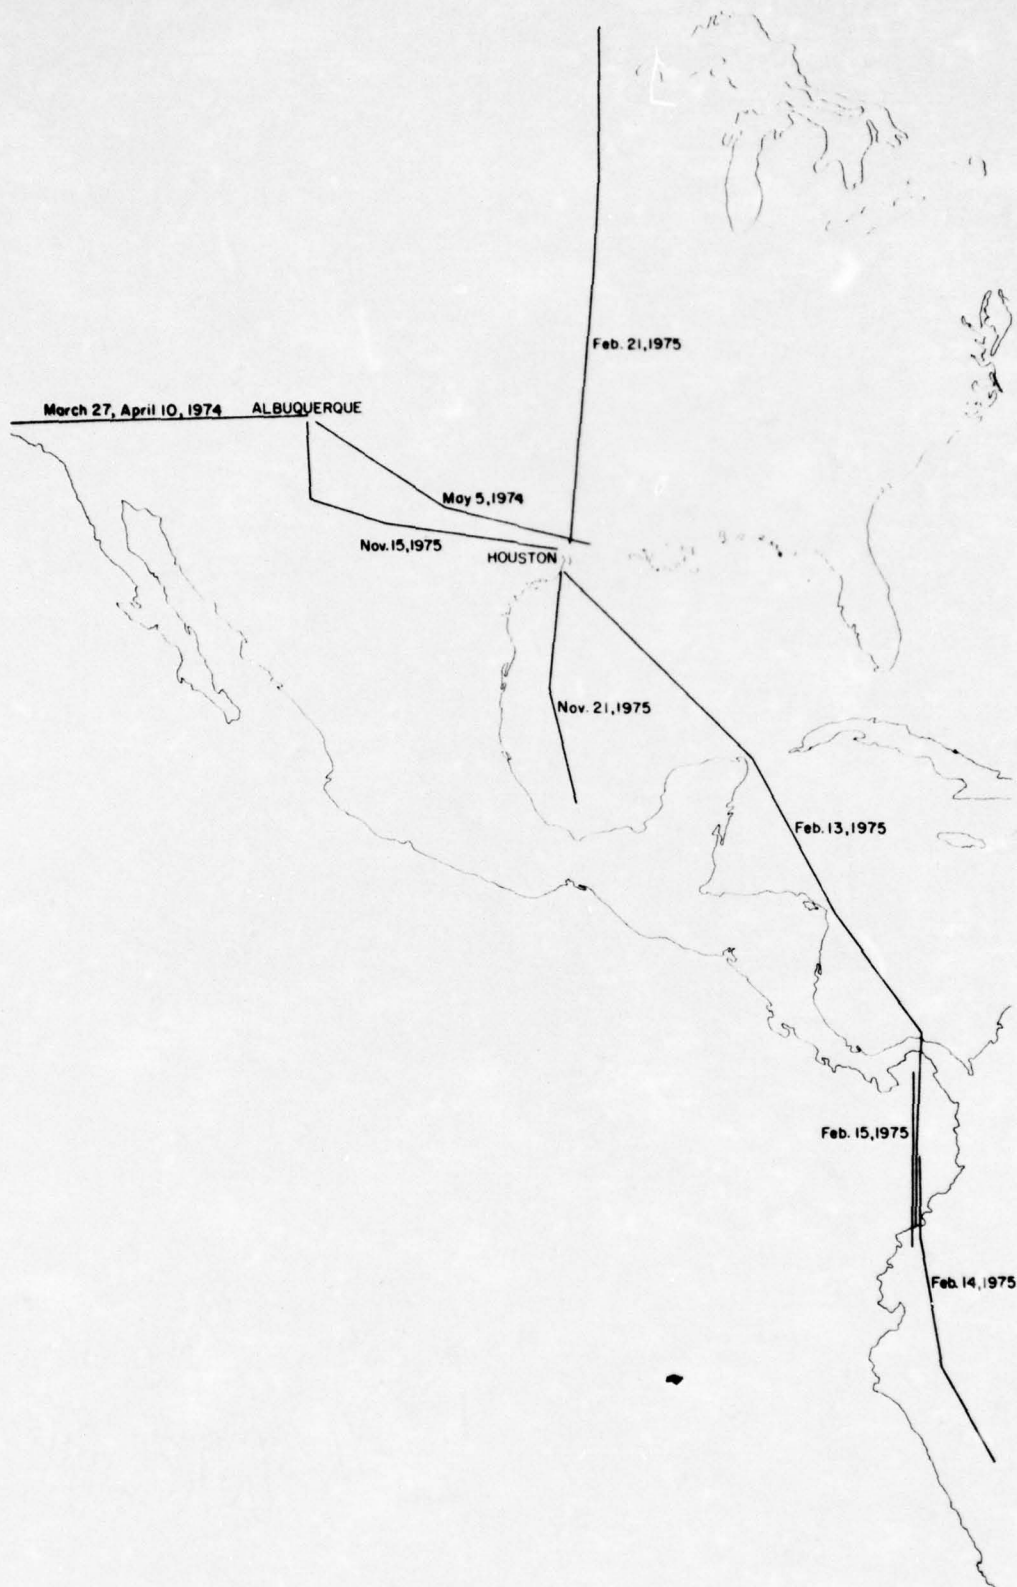 Feb. 21, 1975
March 27, April 10, 1974
ALBUQUERQUE
May 5, 1974
Nov. 15, 1975
HOUSTON
Nov. 21, 1975
Feb. 13, 1975
Feb. 15, 1975
Feb. 14, 1975